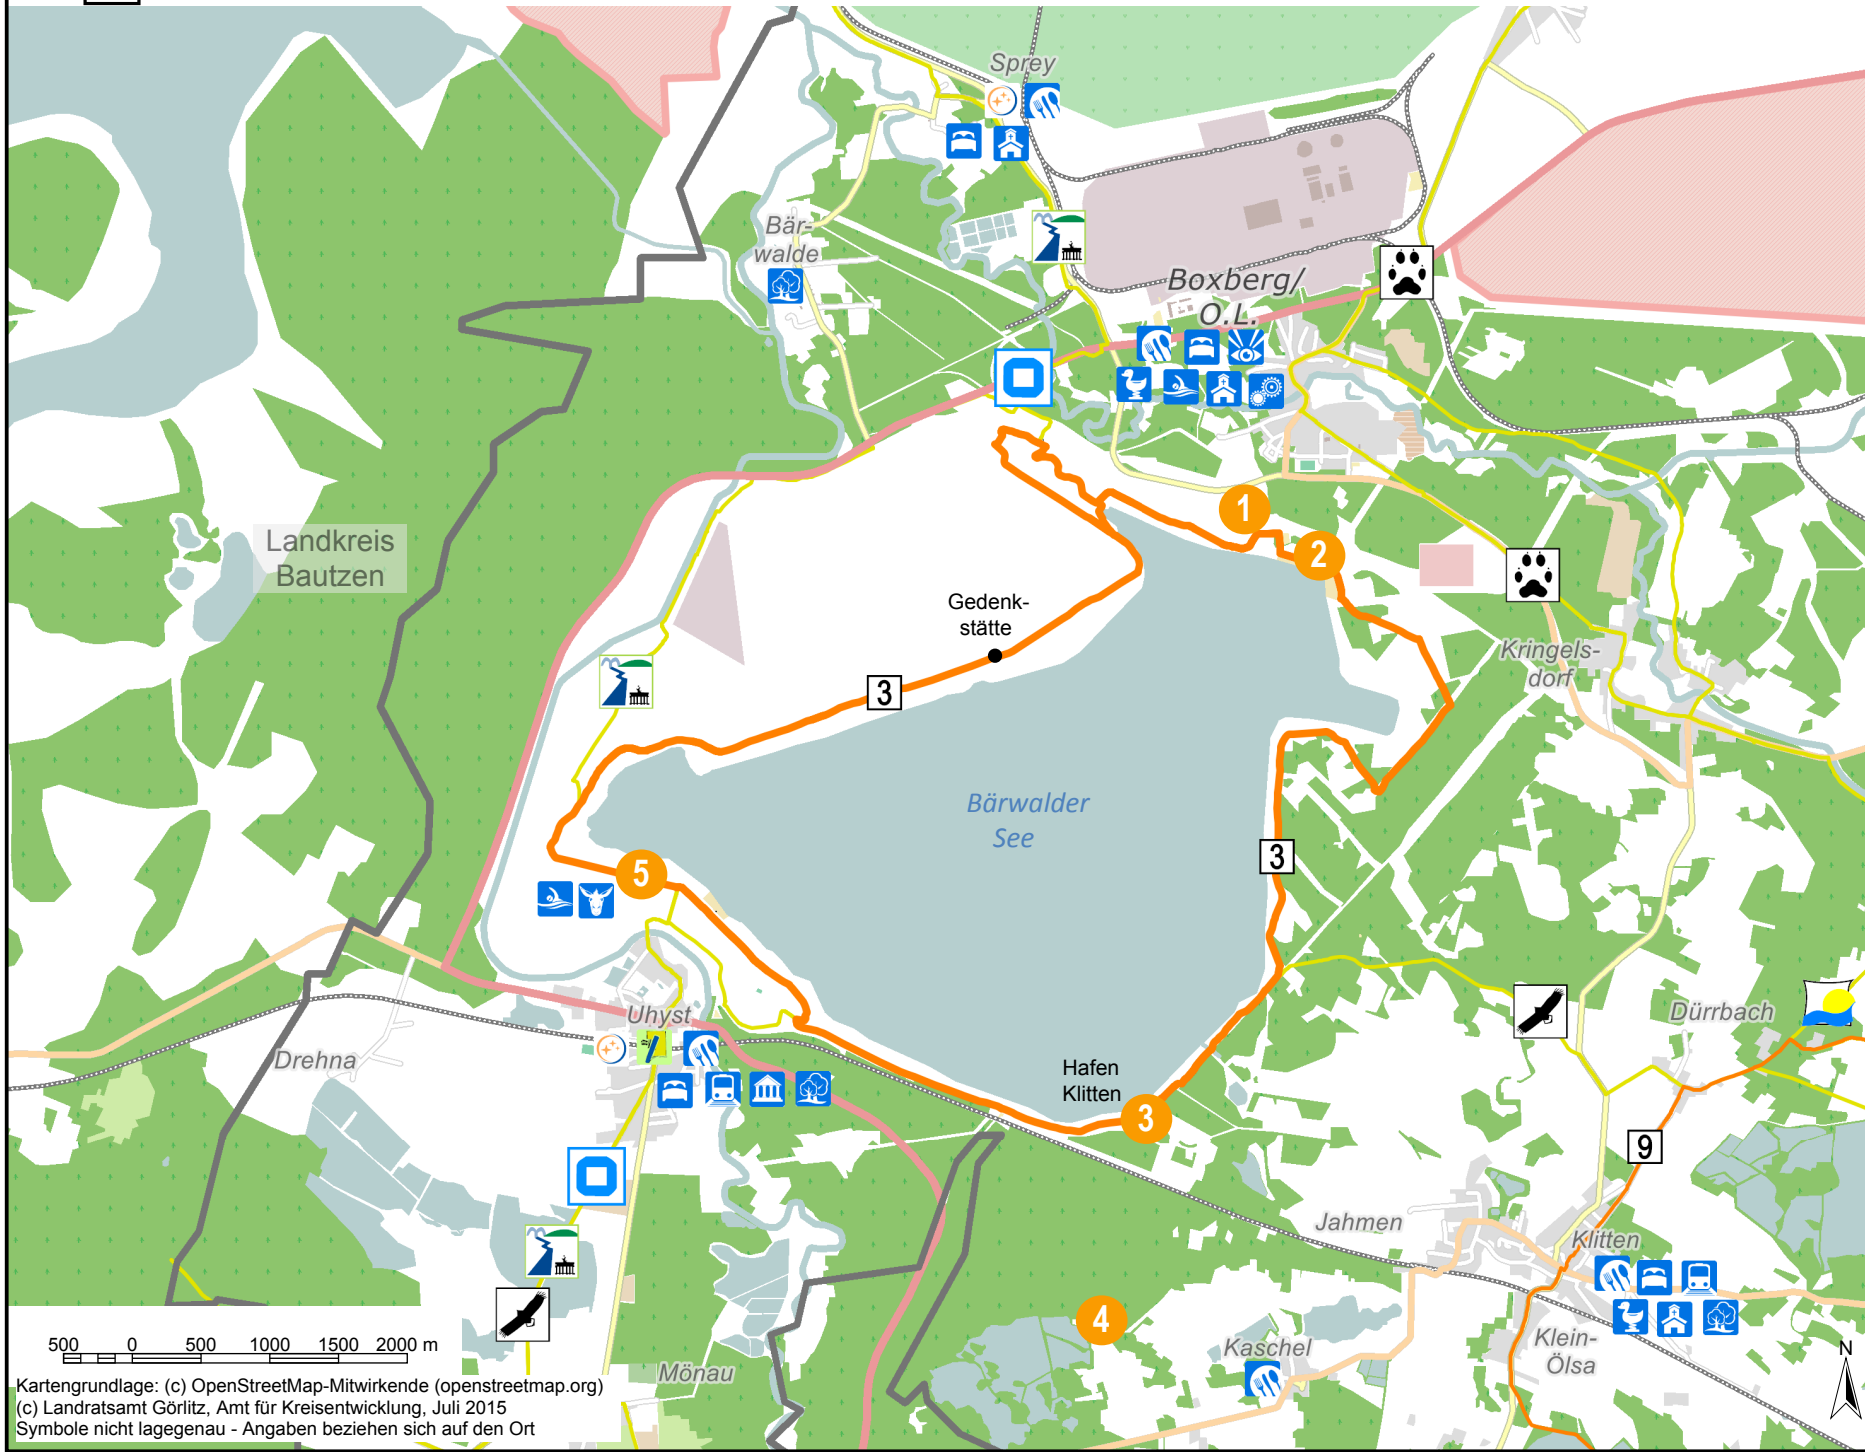 Sprey
Bär-
walde
Boxberg/
O.L.
1
2
Landkreis
Bautzen
Gedenk-
stätte
3
Kringels-
dorf
Bärwalder
See
3
5
Uhyst
Dürrbach
Drehna
Hafen
Klitten
3
9
Jahmen
Klitten
4
Kaschel
Klein-
Ölsa
Mönau
N
500 0 500 1000 1500 2000 m
Kartengrundlage: (c) OpenStreetMap-Mitwirkende (openstreetmap.org)
(c) Landratsamt Görlitz, Amt für Kreisentwicklung, Juli 2015
Symbole nicht lagegenau - Angaben beziehen sich auf den Ort